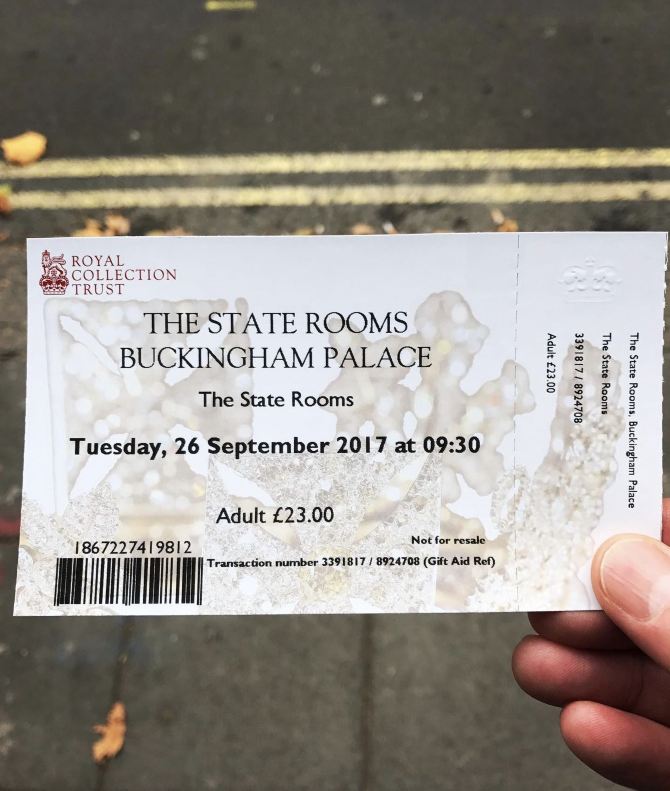 ROYAL
COLLECTION
TRUST
THE STATE ROOMS
BUCKINGHAM PALACE
The State Rooms
Tuesday, 26 September 2017 at 09:30
Adult £23.00
Not for resale
1867227419812
Transaction number 3391817 / 8924708 (Gift Aid Ref)
The State Rooms, Buckingham Palace
The State Rooms
3391817 / 8924708
Adult £23.00